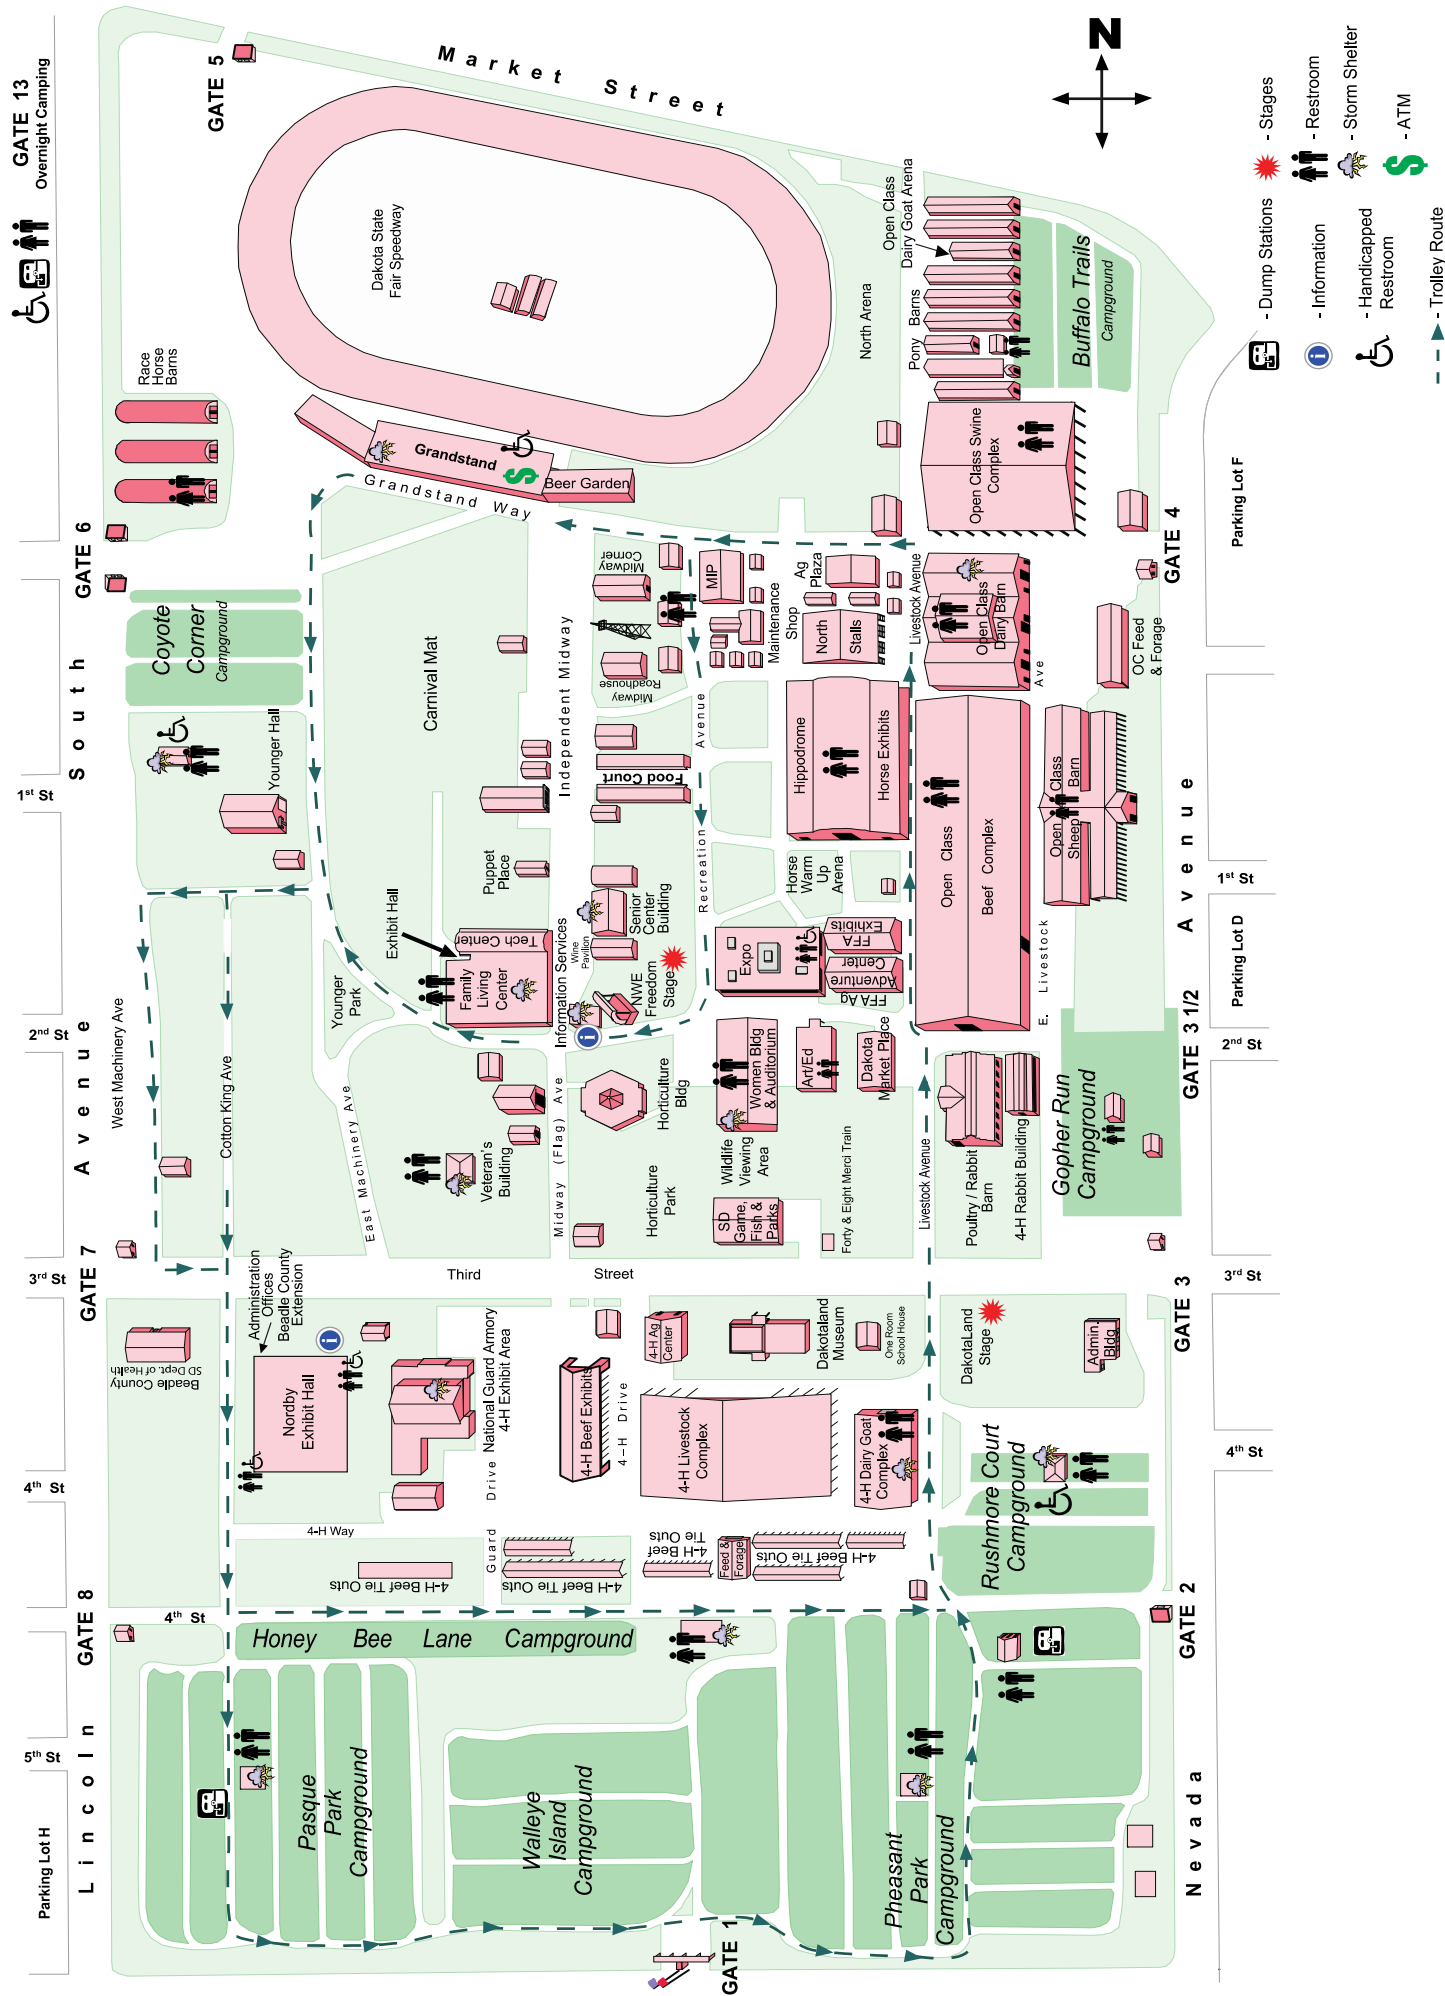 GATE 13
Overnight Camping
GATE 5
Market Street
N
- Dump Stations
- Stages
- Information
- Restroom
- Handicapped
Restroom
- Storm Shelter
- ATM
- Trolley Route
Dakota State
Fair Speedway
Race
Horse
Barns
Grandstand
Beer Garden
Grandstand Way
North Arena
Open Class
Dairy Goat Arena
Pony Barns
Buffalo Trails
Campground
Open Class Swine
Complex
Parking Lot F
GATE 4
GATE 6
South
Coyote
Corner
Campground
Younger Hall
1st St
Carnival Mat
Independent Midway
Midway
Corner
Midway
Roadhouse
MIP
Maintenance
Shop
Ag
Plaza
North
Stalls
Livestock Avenue
Open Class
Dairy Barn
OC Feed
& Forage
Ave
Food Court
Avenue
Recreation
Hippodrome
Horse Exhibits
Horse
Warm
Up
Arena
Open Class
Beef Complex
Open Class
Sheep Barn
E. Livestock
1st St
Avenue
Parking Lot D
GATE 3 1/2
2nd St
Puppet
Place
Exhibit Hall
Tech Center
Family
Living
Center
Information Services
Wine
Pavilion
Senior
Center
Building
NWE
Freedom
Stage
Expo
FFA
Exhibits
FFA Ag
Adventure
Center
Younger
Park
West Machinery Ave
Cotton King Ave
East Machinery Ave
2nd St
Avenue
Veteran's
Building
Midway (Flag) Ave
Horticulture
Bldg
Horticulture
Park
Women Bldg
& Auditorium
Wildlife
Viewing
Area
Art/Ed
Dakota
Market Place
SD
Game,
Fish &
Parks
Forty & Eight Merci Train
Livestock Avenue
Poultry / Rabbit
Barn
4-H Rabbit Building
Gopher Run
Campground
GATE 7
3rd St
Third Street
GATE 3
3rd St
Beadle County
SD Dept. of Health
Administration
Offices
Beadle County
Extension
Nordby
Exhibit Hall
National Guard Armory
4-H Exhibit Area
Guard Drive
4-H Beef Exhibits
4-H Drive
4-H Ag
Center
4-H Livestock
Complex
Dakotaland
Museum
One Room
School House
4-H Dairy Goat
Complex
DakotaLand
Stage
Admin.
Bldg
Rushmore Court
Campground
4th St
4th St
4-H Way
4-H Beef Tie Outs
4-H Beef Tie Outs
4-H Beef
Tie Outs
Feed &
Forage
4-H Beef Tie Outs
GATE 8
4th St
GATE 2
Honey Bee Lane Campground
5th St
Lincoln
Parking Lot H
Pasque
Park
Campground
Walleye
Island
Campground
Pheasant
Park
Campground
Nevada
GATE 1